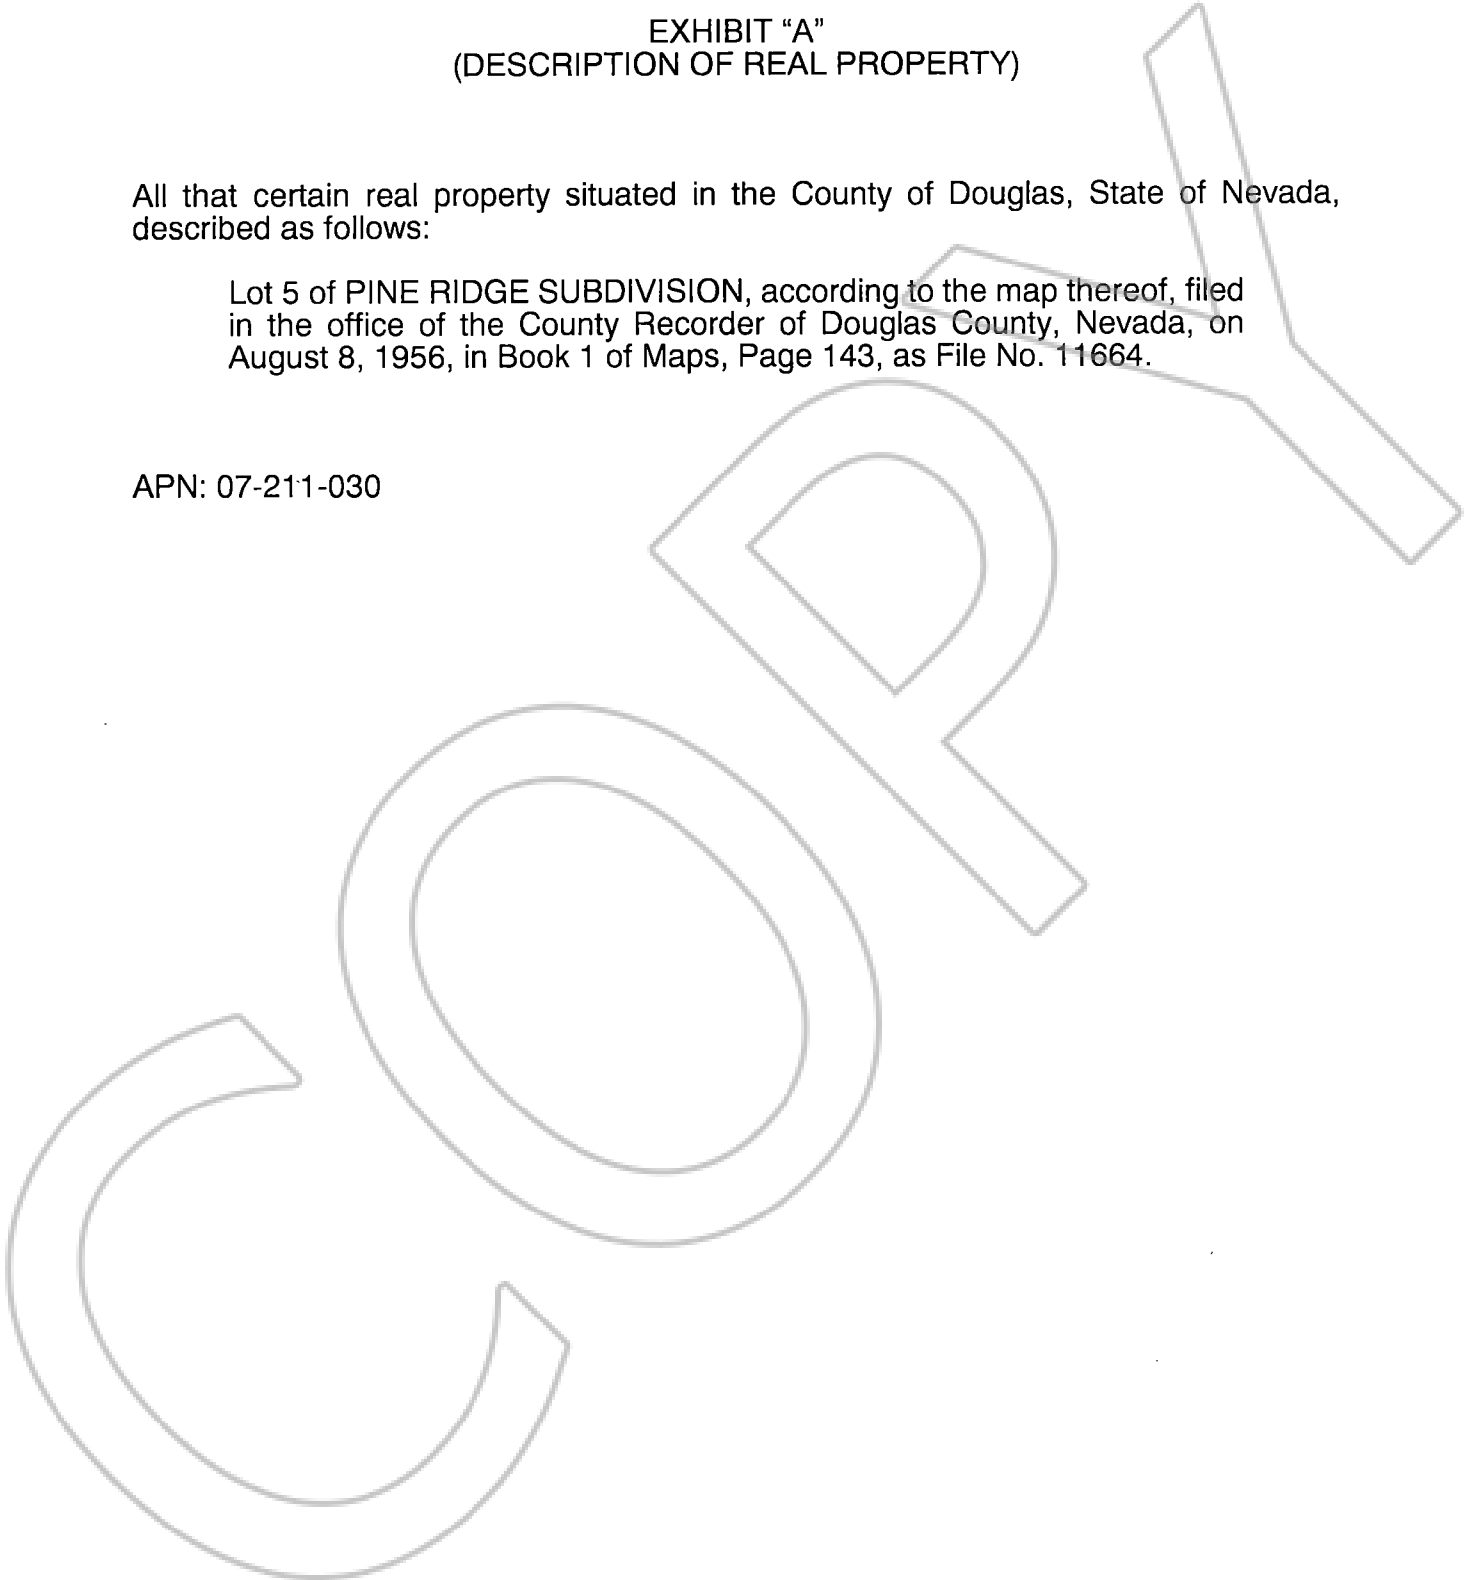 EXHIBIT “A”
(DESCRIPTION OF REAL PROPERTY)
All that certain real property situated in the County of Douglas, State of Nevada,
described as follows:
Lot 5 of PINE RIDGE SUBDIVISION, according to the map thereof, filed
in the office of the County Recorder of Douglas County, Nevada, on
August 8, 1956, in Book 1 of Maps, Page 143, as File No. 11664.
APN: 07-211-030
COPY